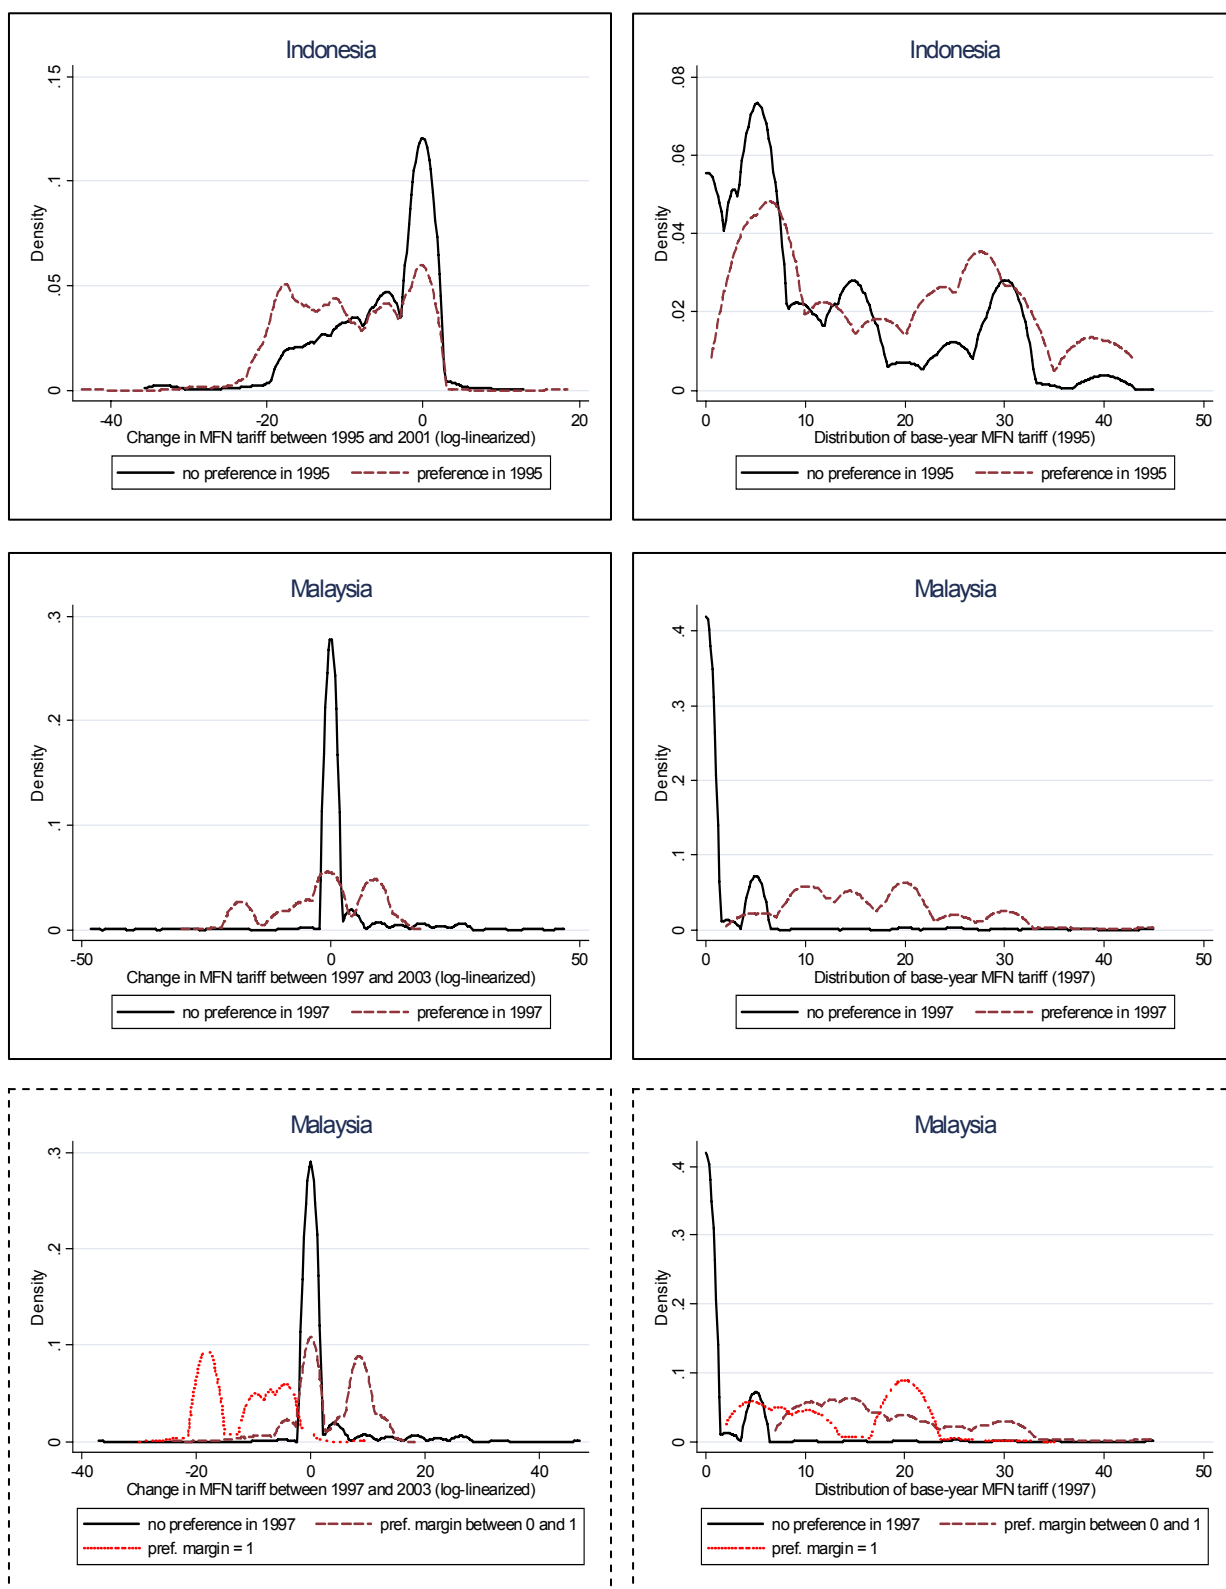 Indonesia
.15
.1
.05
0
Density
-40 -20 0 20
Change in MFN tariff between 1995 and 2001 (log-linearized)
no preference in 1995 preference in 1995
Indonesia
.08
.06
.04
.02
0
Density
0 10 20 30 40 50
Distribution of base-year MFN tariff (1995)
no preference in 1995 preference in 1995
Malaysia
.3
.2
.1
0
Density
-50 0 50
Change in MFN tariff between 1997 and 2003 (log-linearized)
no preference in 1997 preference in 1997
Malaysia
.4
.3
.2
.1
0
Density
0 10 20 30 40 50
Distribution of base-year MFN tariff (1997)
no preference in 1997 preference in 1997
Malaysia
.3
.2
.1
0
Density
-40 -20 0 20 40
Change in MFN tariff between 1997 and 2003 (log-linearized)
no preference in 1997 pref. margin between 0 and 1
pref. margin = 1
Malaysia
.4
.3
.2
.1
0
Density
0 10 20 30 40 50
Distribution of base-year MFN tariff (1997)
no preference in 1997 pref. margin between 0 and 1
pref. margin = 1